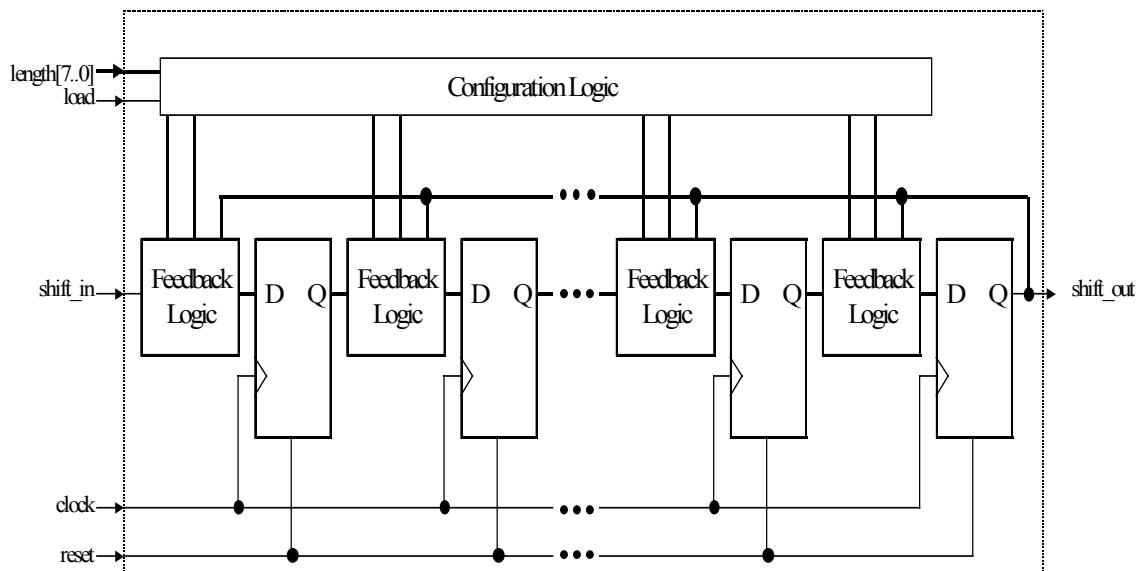 length[7..0]
load
Configuration Logic
shift_in
Feedback
Logic
D Q
Feedback
Logic
D Q
Feedback
Logic
D Q
Feedback
Logic
D Q
shift_out
clock
reset